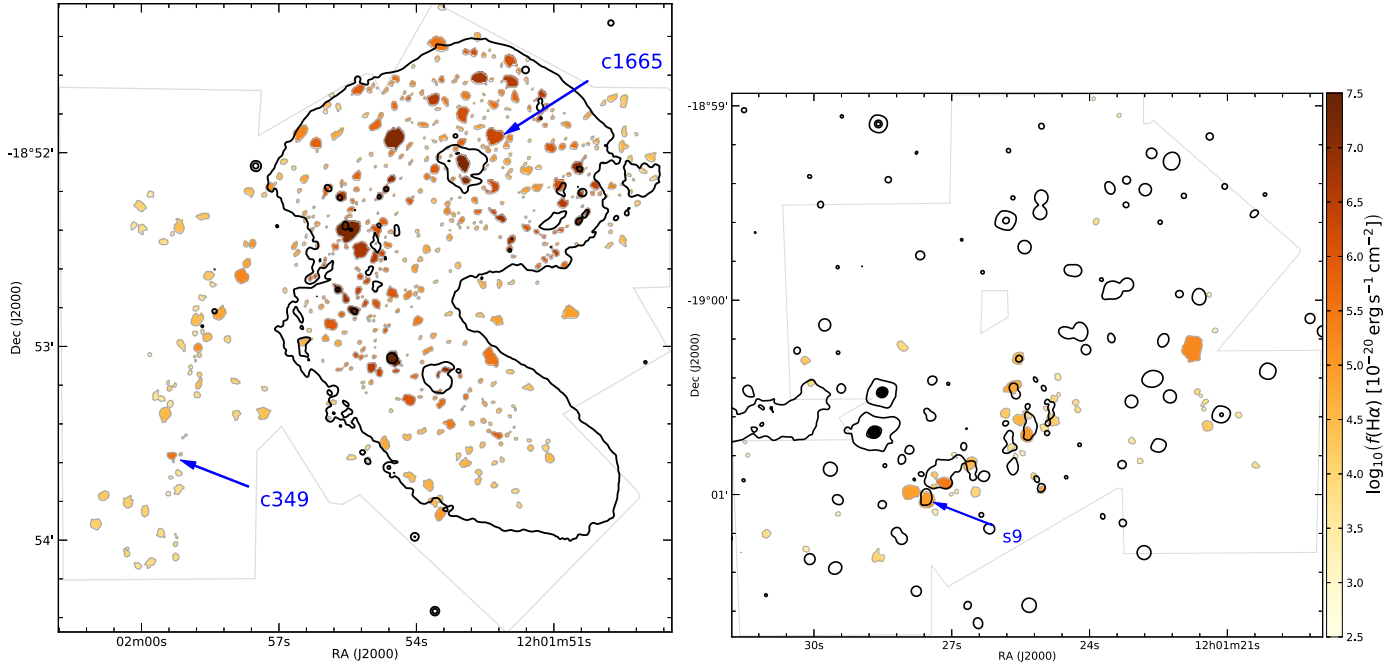 c1665
c349
-18°52'
53'
54'
Dec (J2000)
02m00s
57s
54s
12h01m51s
RA (J2000)
s9
-18°59'
-19°00'
01'
Dec (J2000)
30s
27s
24s
12h01m21s
RA (J2000)
7.5
7.0
6.5
6.0
5.5
5.0
4.5
4.0
3.5
3.0
2.5
log₁₀(f(Hα) [10⁻²⁰ erg s⁻¹ cm⁻²])